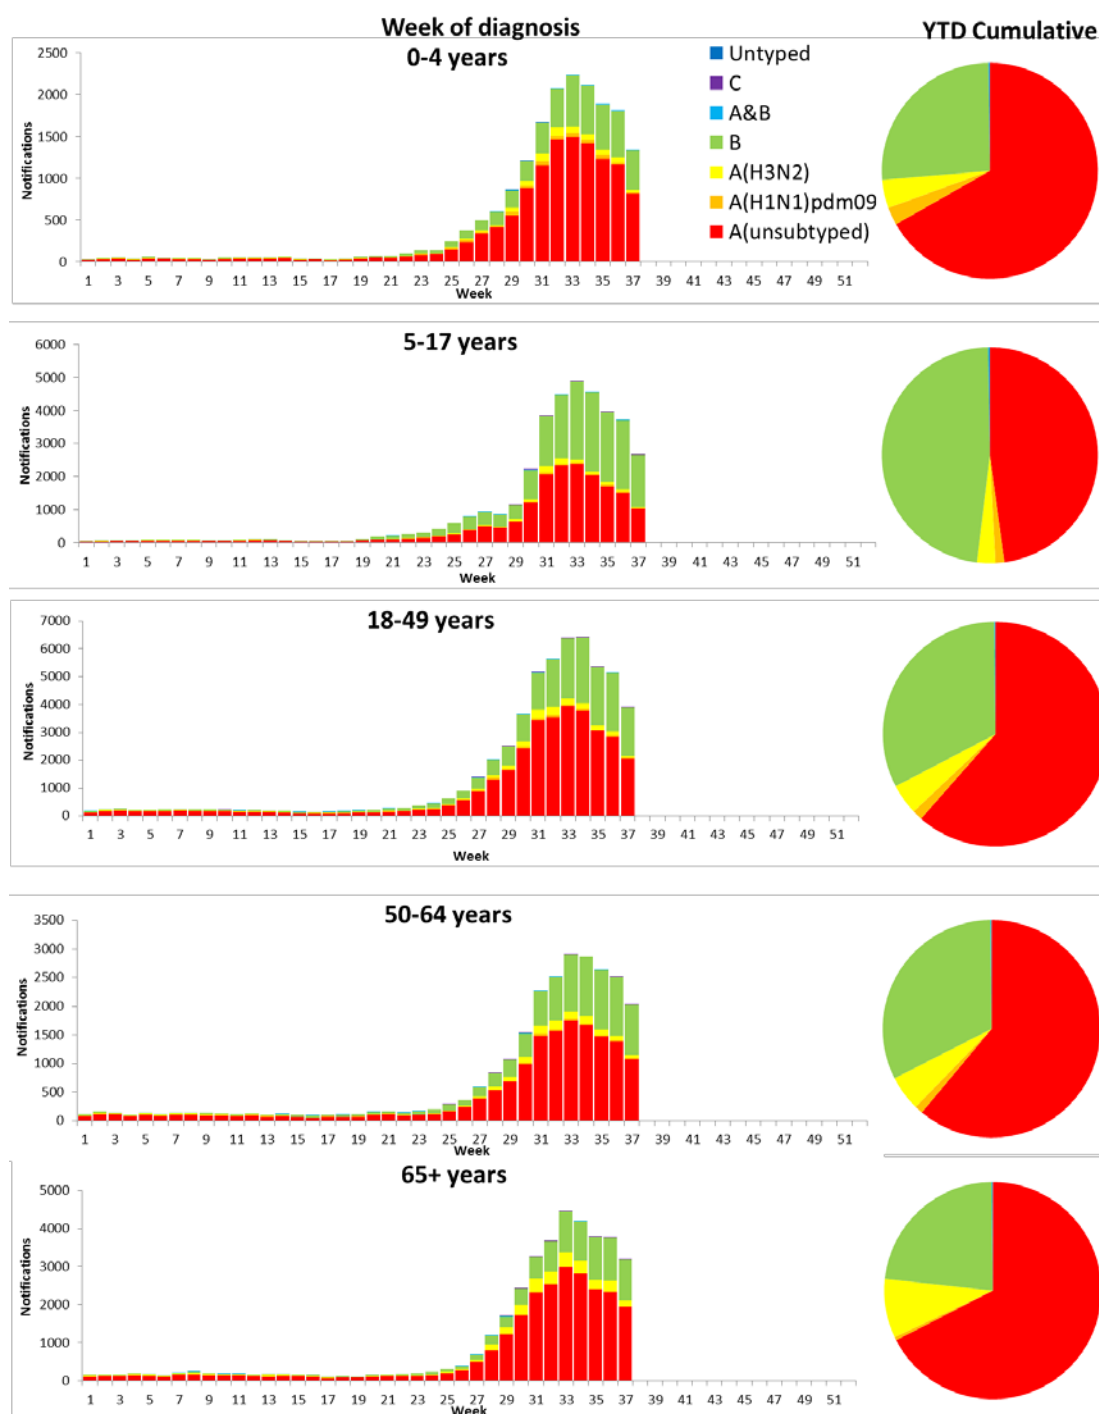 Week of diagnosis
YTD Cumulative
0-4 years
Notifications
2500
2000
1500
1000
500
0
1 3 5 7 9 11 13 15 17 19 21 23 25 27 29 31 33 35 37 39 41 43 45 47 49 51
Week
Untyped
C
A&B
B
A(H3N2)
A(H1N1)pdm09
A(unsubtyped)
5-17 years
Notifications
6000
5000
4000
3000
2000
1000
0
1 3 5 7 9 11 13 15 17 19 21 23 25 27 29 31 33 35 37 39 41 43 45 47 49 51
Week
18-49 years
Notifications
7000
6000
5000
4000
3000
2000
1000
0
1 3 5 7 9 11 13 15 17 19 21 23 25 27 29 31 33 35 37 39 41 43 45 47 49 51
Week
50-64 years
Notifications
3500
3000
2500
2000
1500
1000
500
0
1 3 5 7 9 11 13 15 17 19 21 23 25 27 29 31 33 35 37 39 41 43 45 47 49 51
Week
65+ years
Notifications
5000
4000
3000
2000
1000
0
1 3 5 7 9 11 13 15 17 19 21 23 25 27 29 31 33 35 37 39 41 43 45 47 49 51
Week